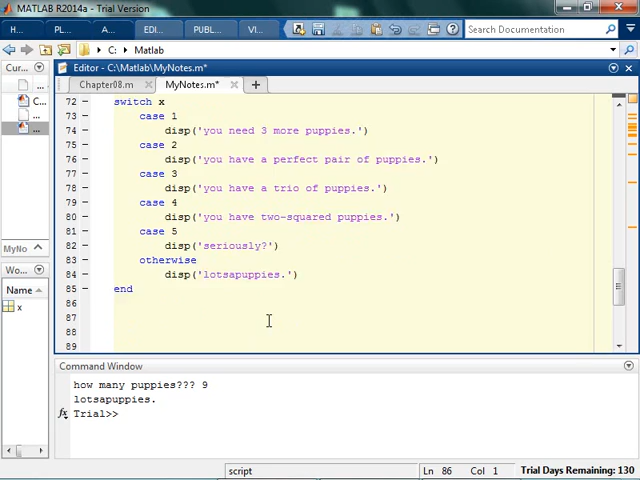 MATLAB R2014a - Trial Version
H... PL... A... EDI... PUBL... VI... Search Documentation
C: Matlab
Cur... Editor - C:\Matlab\MyNotes.m*
Chapter08.m MyNotes.m*
72 switch x
73 case 1
74 disp('you need 3 more puppies.')
75 case 2
76 disp('you have a perfect pair of puppies.')
77 case 3
78 disp('you have a trio of puppies.')
79 case 4
80 disp('you have two-squared puppies.')
81 case 5
82 disp('seriously?')
83 otherwise
84 disp('lotsapuppies.')
85 end
86
87
88
89
C...
...
...
MyNo
Wo...
Name
x
Command Window
how many puppies??? 9
lotsapuppies.
fx Trial>>
script Ln 86 Col 1 Trial Days Remaining: 130